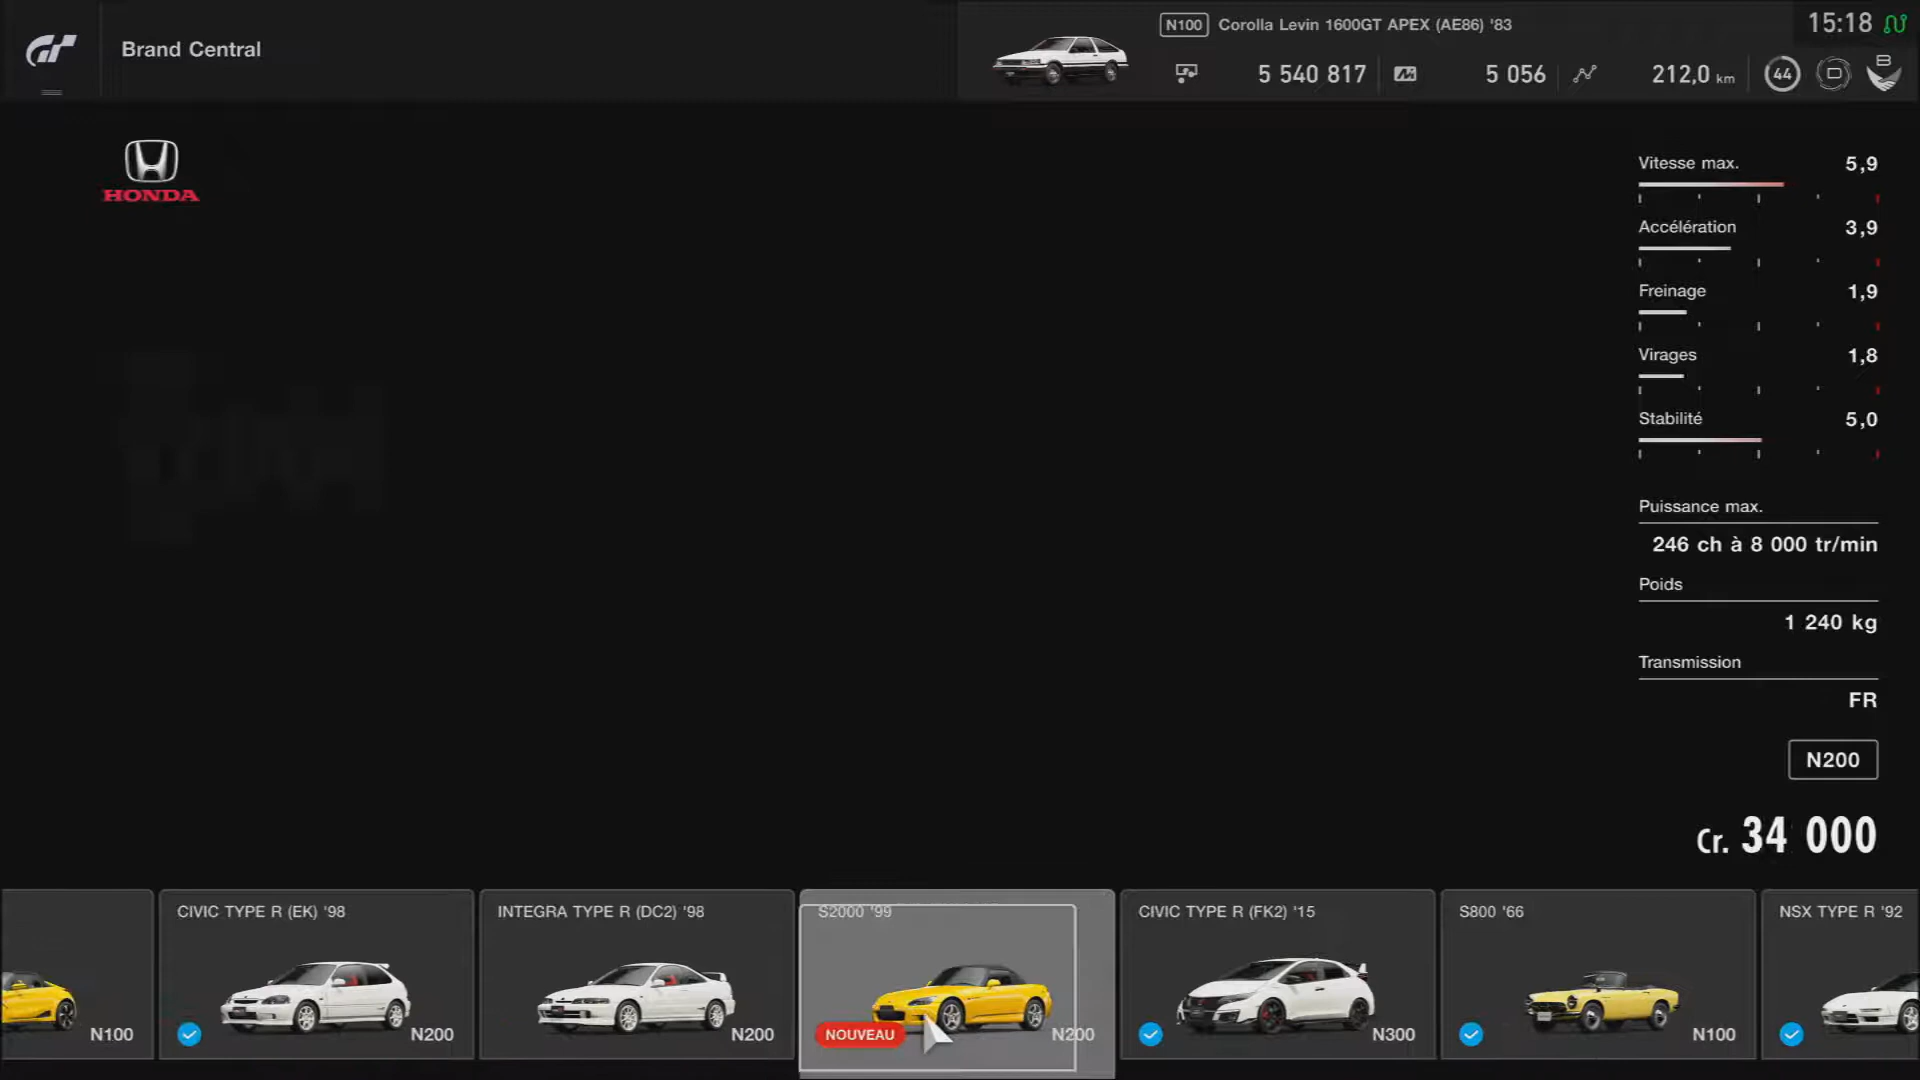 Brand Central
N100 Corolla Levin 1600GT APEX (AE86) '83
15:18
5 540 817
5 056
212,0 km
44
B
HONDA
Vitesse max. 5,9
Accélération 3,9
Freinage 1,9
Virages 1,8
Stabilité 5,0
Puissance max.
246 ch à 8 000 tr/min
Poids
1 240 kg
Transmission
FR
N200
Cr. 34 000
N100
CIVIC TYPE R (EK) '98
N200
INTEGRA TYPE R (DC2) '98
N200
S2000 '99
NOUVEAU
N200
CIVIC TYPE R (FK2) '15
N300
S800 '66
N100
NSX TYPE R '92